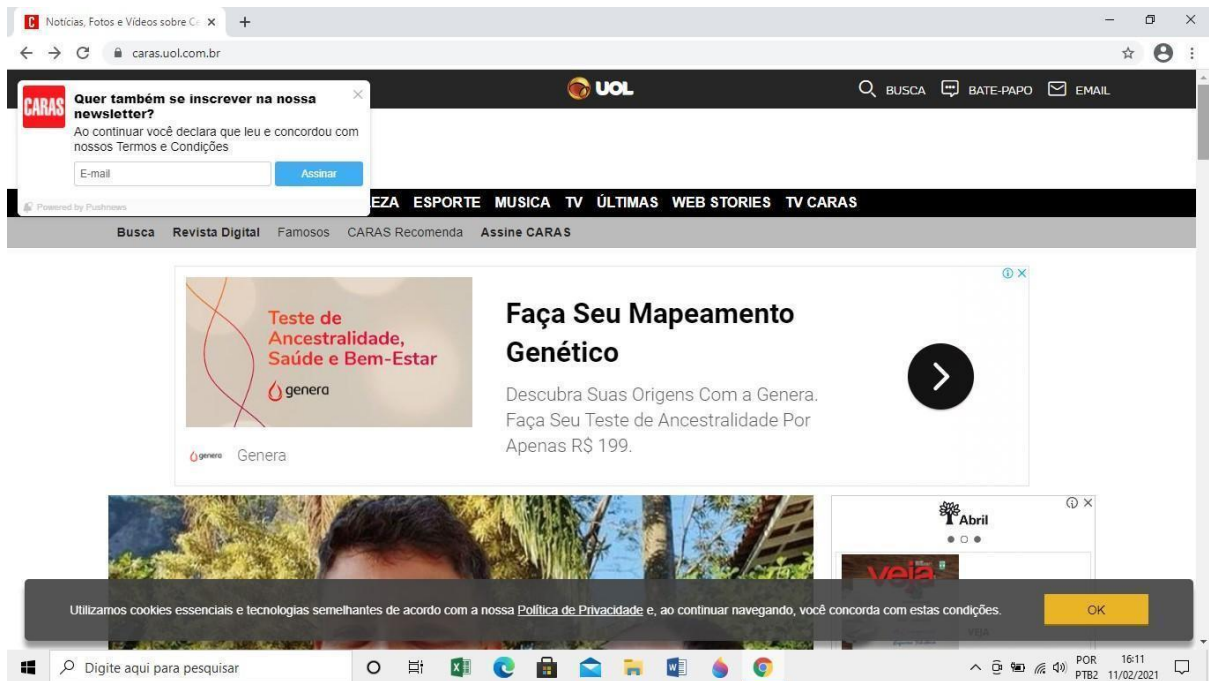 Notícias, Fotos e Vídeos sobre Ce
caras.uol.com.br
UOL
BUSCA BATE-PAPO EMAIL
CARAS
Quer também se inscrever na nossa
newsletter?
Ao continuar você declara que leu e concordou com
nossos Termos e Condições
E-mail
Assinar
Powered by Pushnews
EZA ESPORTE MUSICA TV ÚLTIMAS WEB STORIES TV CARAS
Busca Revista Digital Famosos CARAS Recomenda Assine CARAS
Teste de
Ancestralidade,
Saúde e Bem-Estar
genera
genera Genera
Faça Seu Mapeamento
Genético
Descubra Suas Origens Com a Genera.
Faça Seu Teste de Ancestralidade Por
Apenas R$ 199.
Abril
veja
Utilizamos cookies essenciais e tecnologias semelhantes de acordo com a nossa Política de Privacidade e, ao continuar navegando, você concorda com estas condições.
OK
VEJA
Digite aqui para pesquisar
POR
PTB2
16:11
11/02/2021